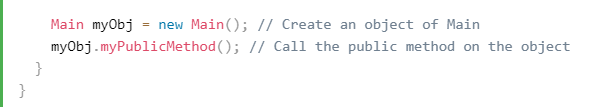 Main myObj = new Main(); // Create an object of Main
myObj.myPublicMethod(); // Call the public method on the object
}
}